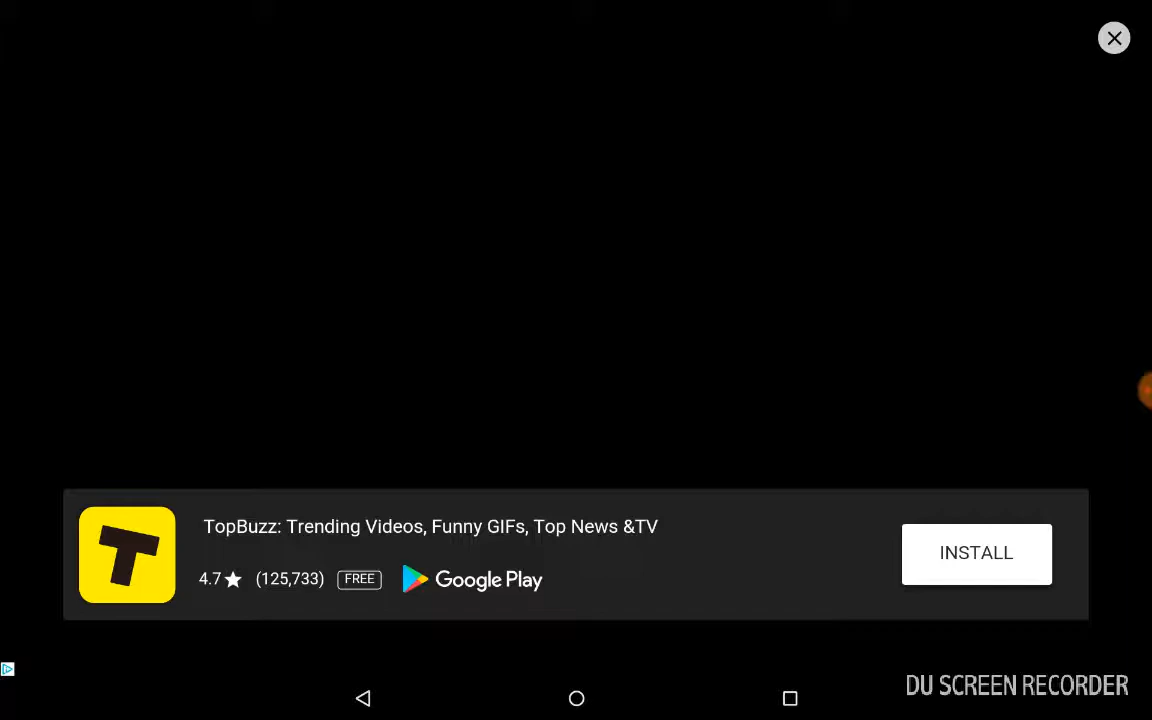 TopBuzz: Trending Videos, Funny GIFs, Top News &TV
4.7★ (125,733) FREE Google Play
INSTALL
DU SCREEN RECORDER